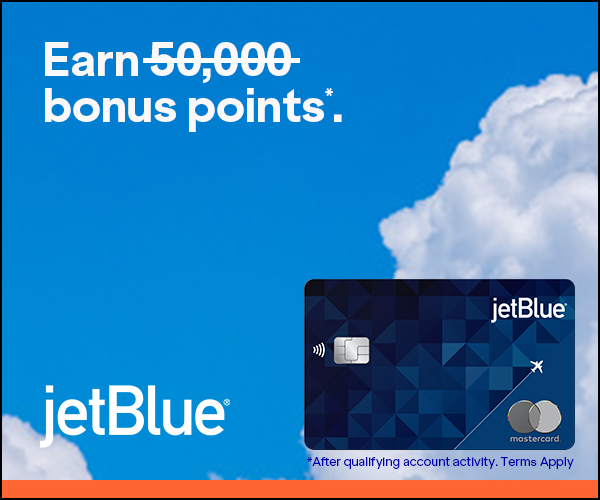 Earn 50,000
bonus points*.
jetBlue®
mastercard
jetBlue®
*After qualifying account activity. Terms Apply